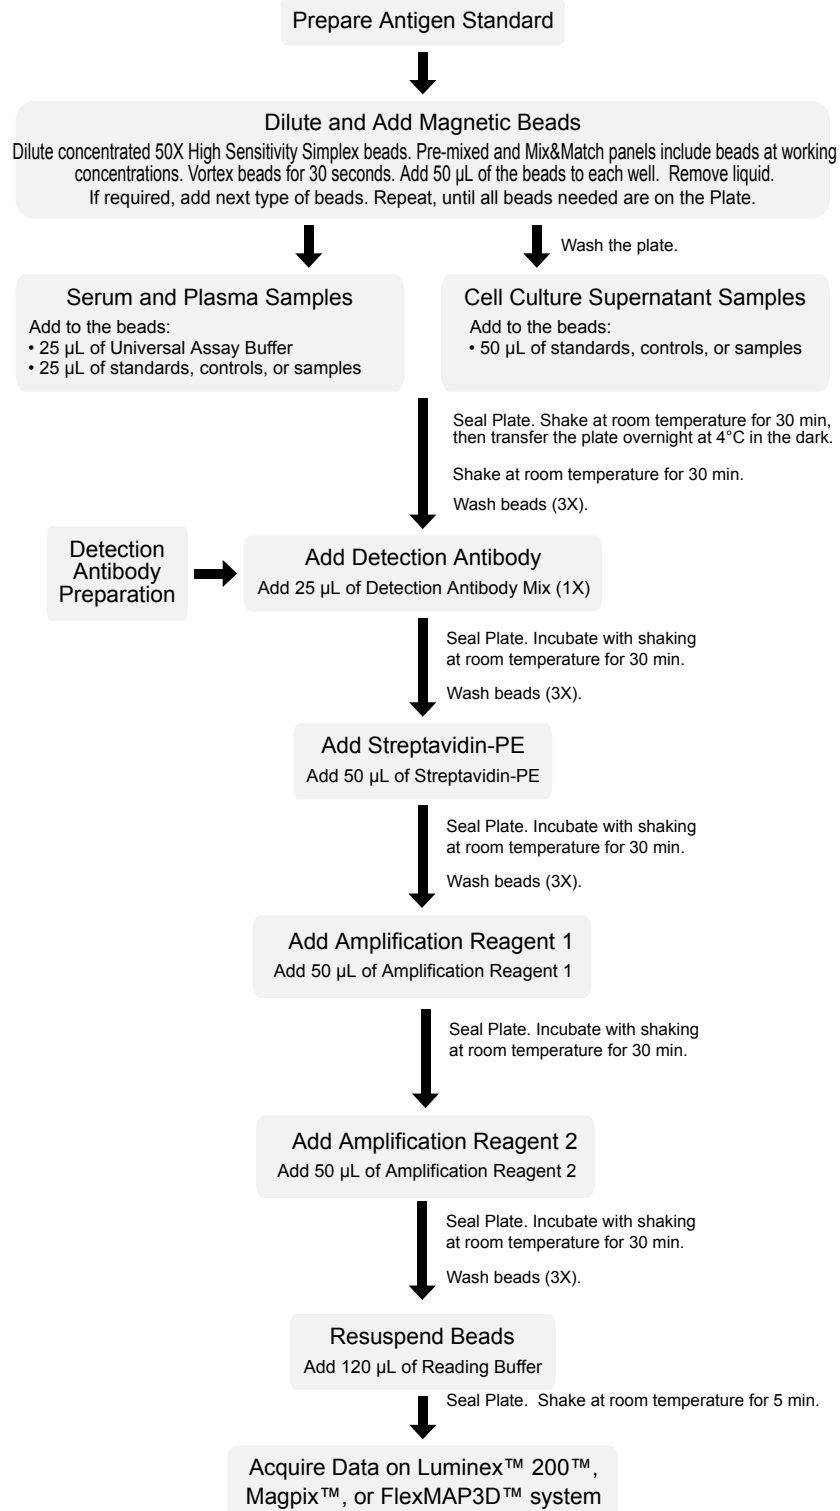 Prepare Antigen Standard
Dilute and Add Magnetic Beads
Dilute concentrated 50X High Sensitivity Simplex beads. Pre-mixed and Mix&Match panels include beads at working
concentrations. Vortex beads for 30 seconds. Add 50 µL of the beads to each well. Remove liquid.
If required, add next type of beads. Repeat, until all beads needed are on the Plate.
Wash the plate.
Serum and Plasma Samples
Add to the beads:
• 25 µL of Universal Assay Buffer
• 25 µL of standards, controls, or samples
Cell Culture Supernatant Samples
Add to the beads:
• 50 µL of standards, controls, or samples
Seal Plate. Shake at room temperature for 30 min,
then transfer the plate overnight at 4°C in the dark.
Shake at room temperature for 30 min.
Wash beads (3X).
Detection
Antibody
Preparation
Add Detection Antibody
Add 25 µL of Detection Antibody Mix (1X)
Seal Plate. Incubate with shaking
at room temperature for 30 min.
Wash beads (3X).
Add Streptavidin-PE
Add 50 µL of Streptavidin-PE
Seal Plate. Incubate with shaking
at room temperature for 30 min.
Wash beads (3X).
Add Amplification Reagent 1
Add 50 µL of Amplification Reagent 1
Seal Plate. Incubate with shaking
at room temperature for 30 min.
Add Amplification Reagent 2
Add 50 µL of Amplification Reagent 2
Seal Plate. Incubate with shaking
at room temperature for 30 min.
Wash beads (3X).
Resuspend Beads
Add 120 µL of Reading Buffer
Seal Plate. Shake at room temperature for 5 min.
Acquire Data on Luminex™ 200™,
Magpix™, or FlexMAP3D™ system